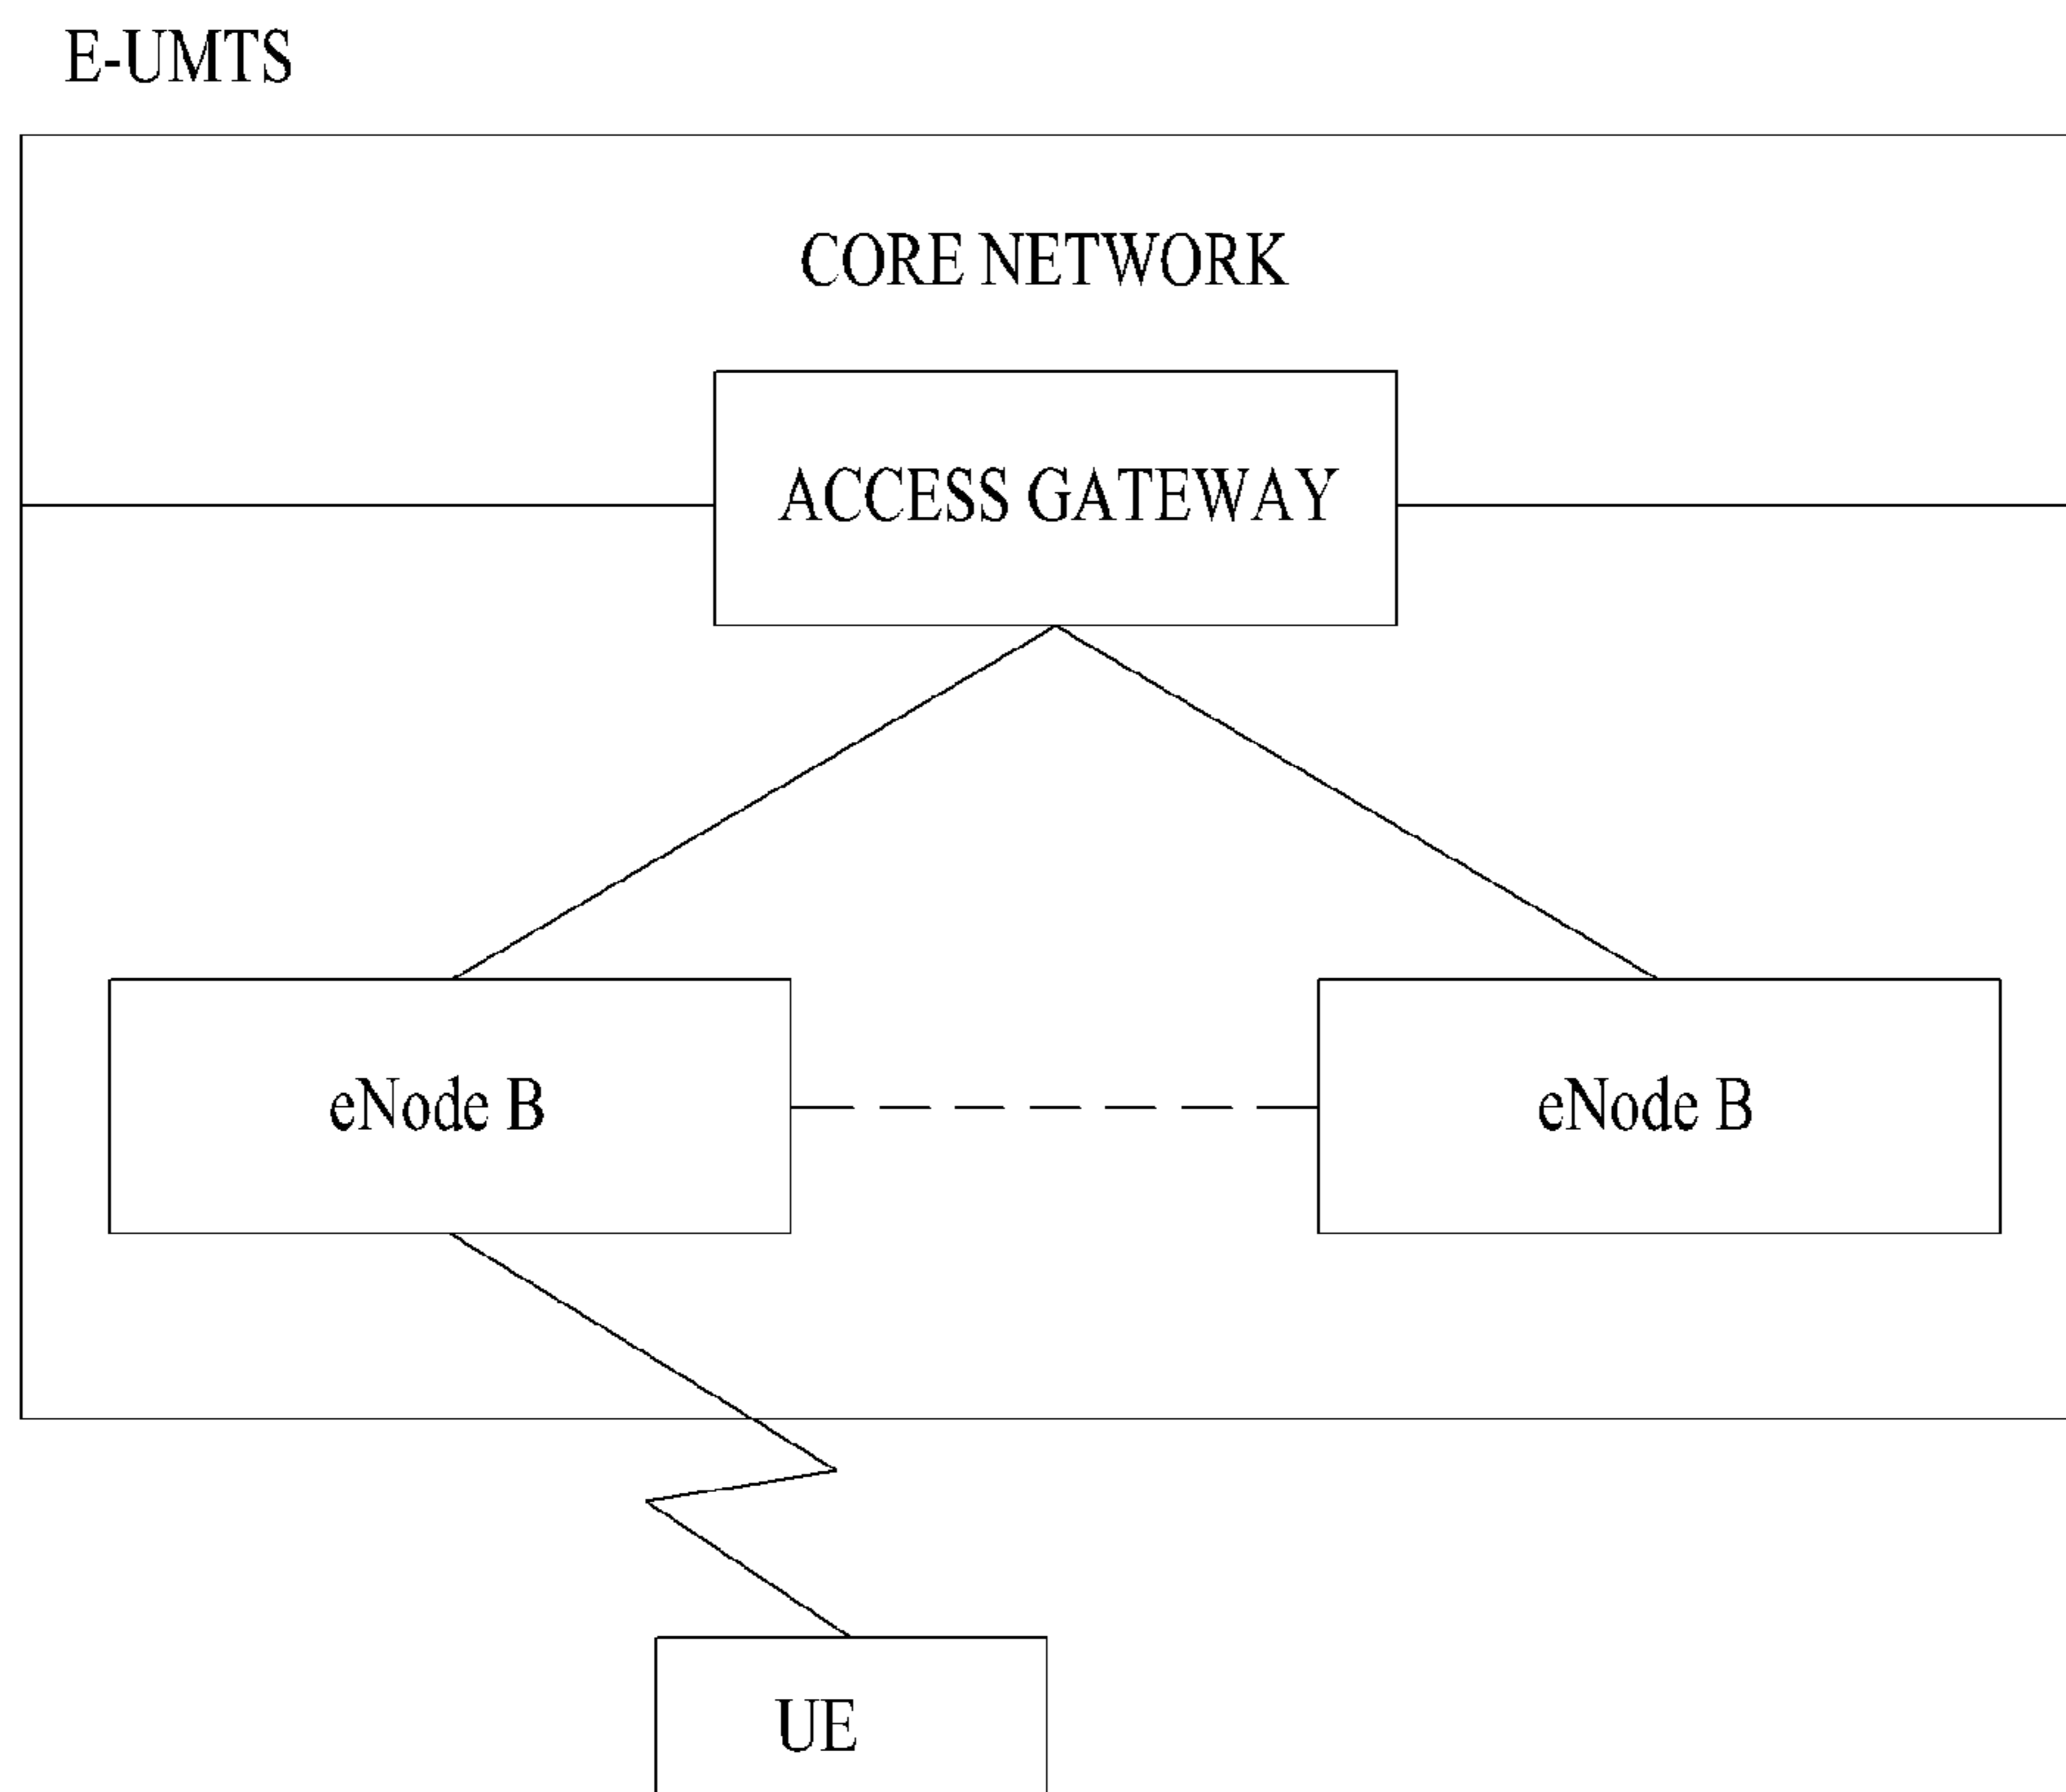 E-UMTS
CORE NETWORK
ACCESS GATEWAY
eNode B
eNode B
UE